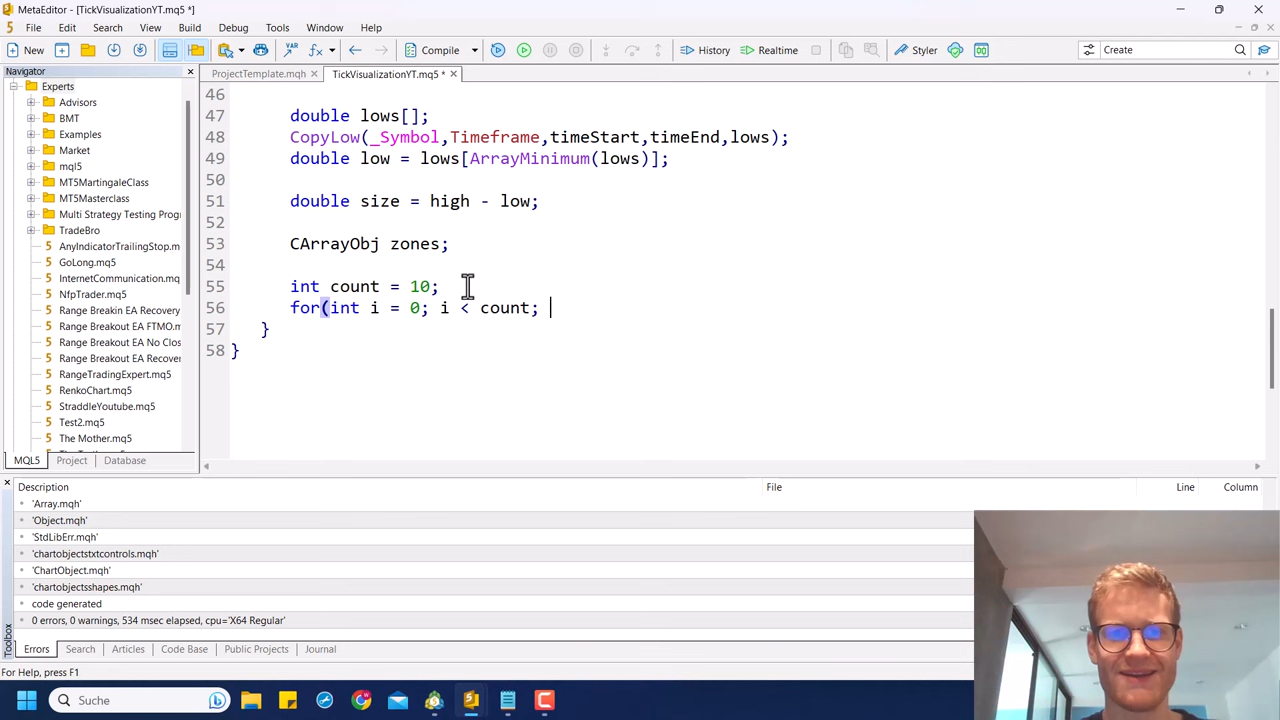 MetaEditor - [TickVisualizationYT.mq5 *]
File Edit Search View Build Debug Tools Window Help
New Compile History Realtime Styler Create
Navigator
ProjectTemplate.mqh TickVisualizationYT.mq5 *
Experts
Advisors
BMT
Examples
Market
mql5
MT5MartingaleClass
MT5Masterclass
Multi Strategy Testing Progr
TradeBro
AnyIndicatorTrailingStop.m
GoLong.mq5
InternetCommunication.mq
NfpTrader.mq5
Range Breakin EA Recovery
Range Breakout EA FTMO.m
Range Breakout EA No Clos
Range Breakout EA Recover
RangeTradingExpert.mq5
RenkoChart.mq5
StraddleYoutube.mq5
Test2.mq5
The Mother.mq5
MQL5 Project Database
46
47 double lows[];
48 CopyLow(_Symbol,Timeframe,timeStart,timeEnd,lows);
49 double low = lows[ArrayMinimum(lows)];
50
51 double size = high - low;
52
53 CArrayObj zones;
54
55 int count = 10;
56 for(int i = 0; i < count;
57 }
58 }
Description File Line Column
'Array.mqh'
'Object.mqh'
'StdLibErr.mqh'
'chartobjectstxtcontrols.mqh'
'ChartObject.mqh'
'chartobjectsshapes.mqh'
code generated
0 errors, 0 warnings, 534 msec elapsed, cpu='X64 Regular'
Toolbox
Errors Search Articles Code Base Public Projects Journal
For Help, press F1
Suche